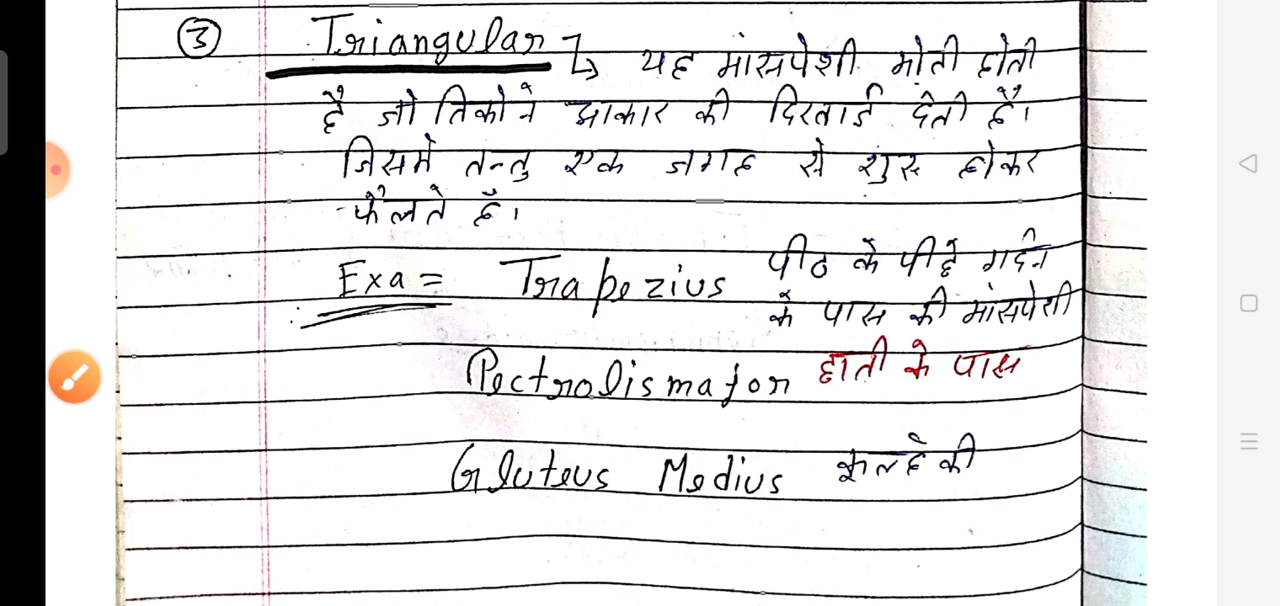 ③ Triangular → यह मांसपेशी मोटी होती
है जो तिकोने आकार की दिखाई देती है।
जिसमे तन्तु एक जगह से शुरू होकर
फैलते है।
Exa = Trapezius पीठ के पीछे गर्दन
के पास की मांसपेशी
Pectrolis major छाती के पास
Gluteus Medius कुल्हे की